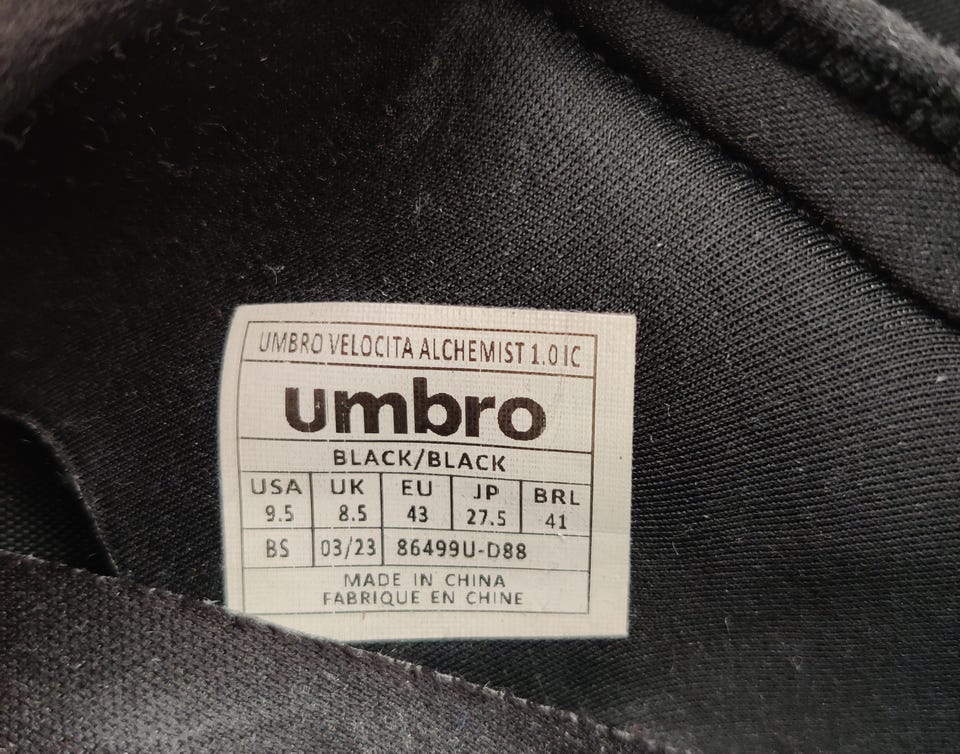 UMBRO VELOCITA ALCHEMIST 1.0 IC
umbro
BLACK/BLACK
USA UK EU JP BRL
9.5 8.5 43 27.5 41
BS 03/23 86499U-D88
MADE IN CHINA
FABRIQUE EN CHINE